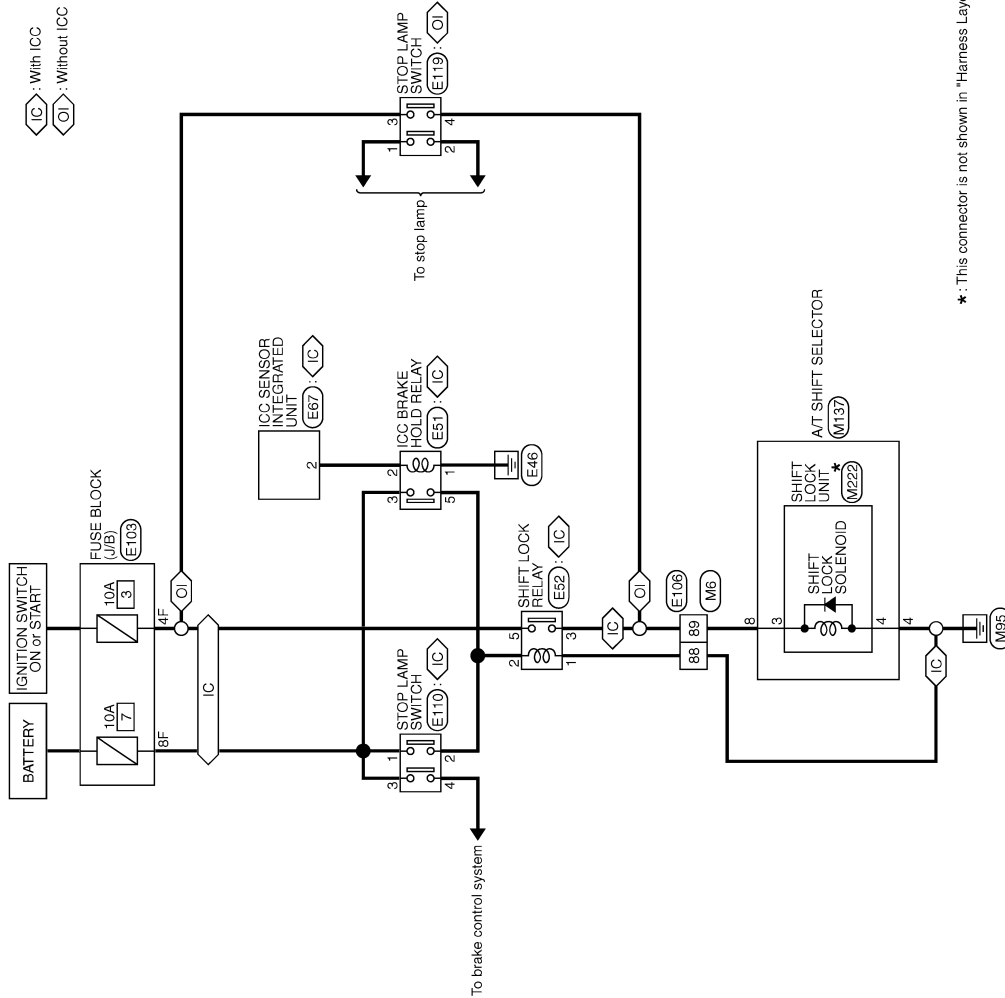 IC : With ICC
OI : Without ICC
IGNITION SWITCH
ON or START
BATTERY
FUSE BLOCK
(J/B)
E103
10A
3
10A
7
4F
8F
OI
IC
STOP LAMP
SWITCH
E119 : OI
3
1
4
2
To stop lamp
ICC SENSOR
INTEGRATED
UNIT
E67 : IC
2
ICC BRAKE
HOLD RELAY
E51 : IC
2
3
1
5
E46
STOP LAMP
SWITCH
E110 : IC
1
3
2
4
To brake control system
SHIFT LOCK
RELAY
E52 : IC
5
2
3
1
IC
OI
E106
M6
89
88
A/T SHIFT SELECTOR
M137
8
SHIFT
LOCK
UNIT *
M222
3
SHIFT
LOCK
SOLENOID
4
4
IC
M95
* : This connector is not shown in "Harness Layo